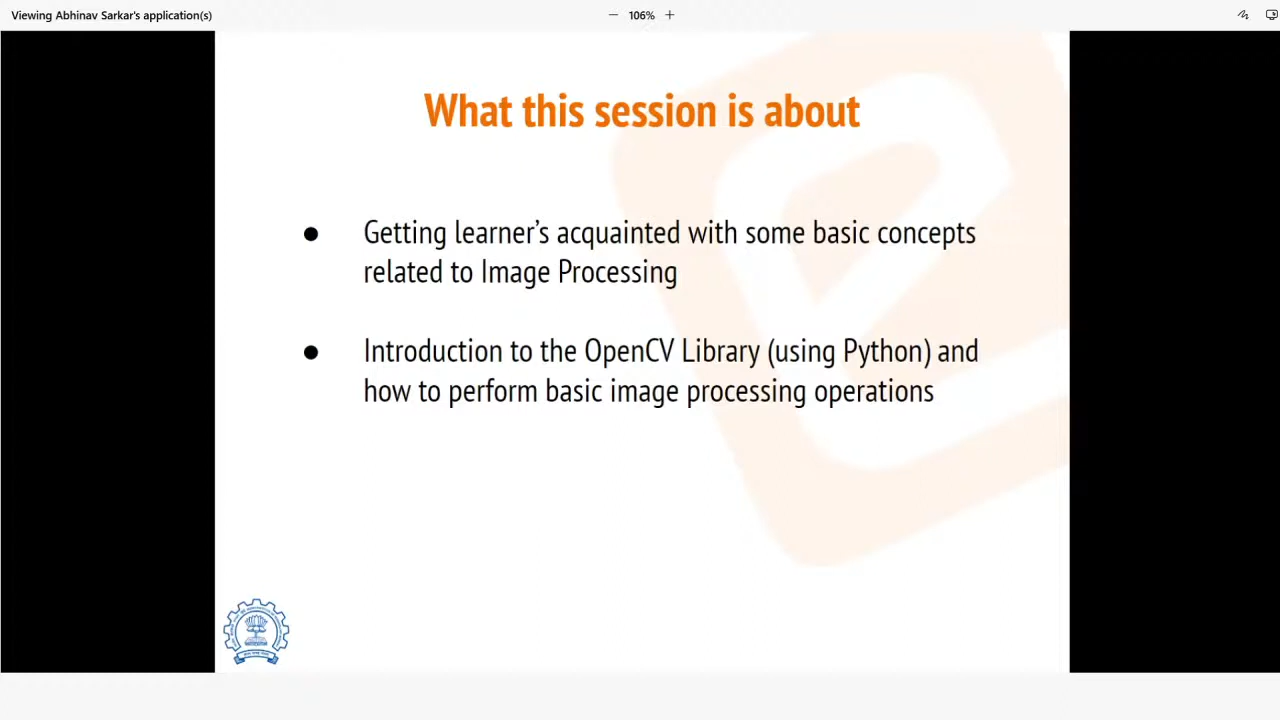 Viewing Abhinav Sarkar's application(s)
106%
What this session is about
Getting learner’s acquainted with some basic concepts
related to Image Processing
Introduction to the OpenCV Library (using Python) and
how to perform basic image processing operations